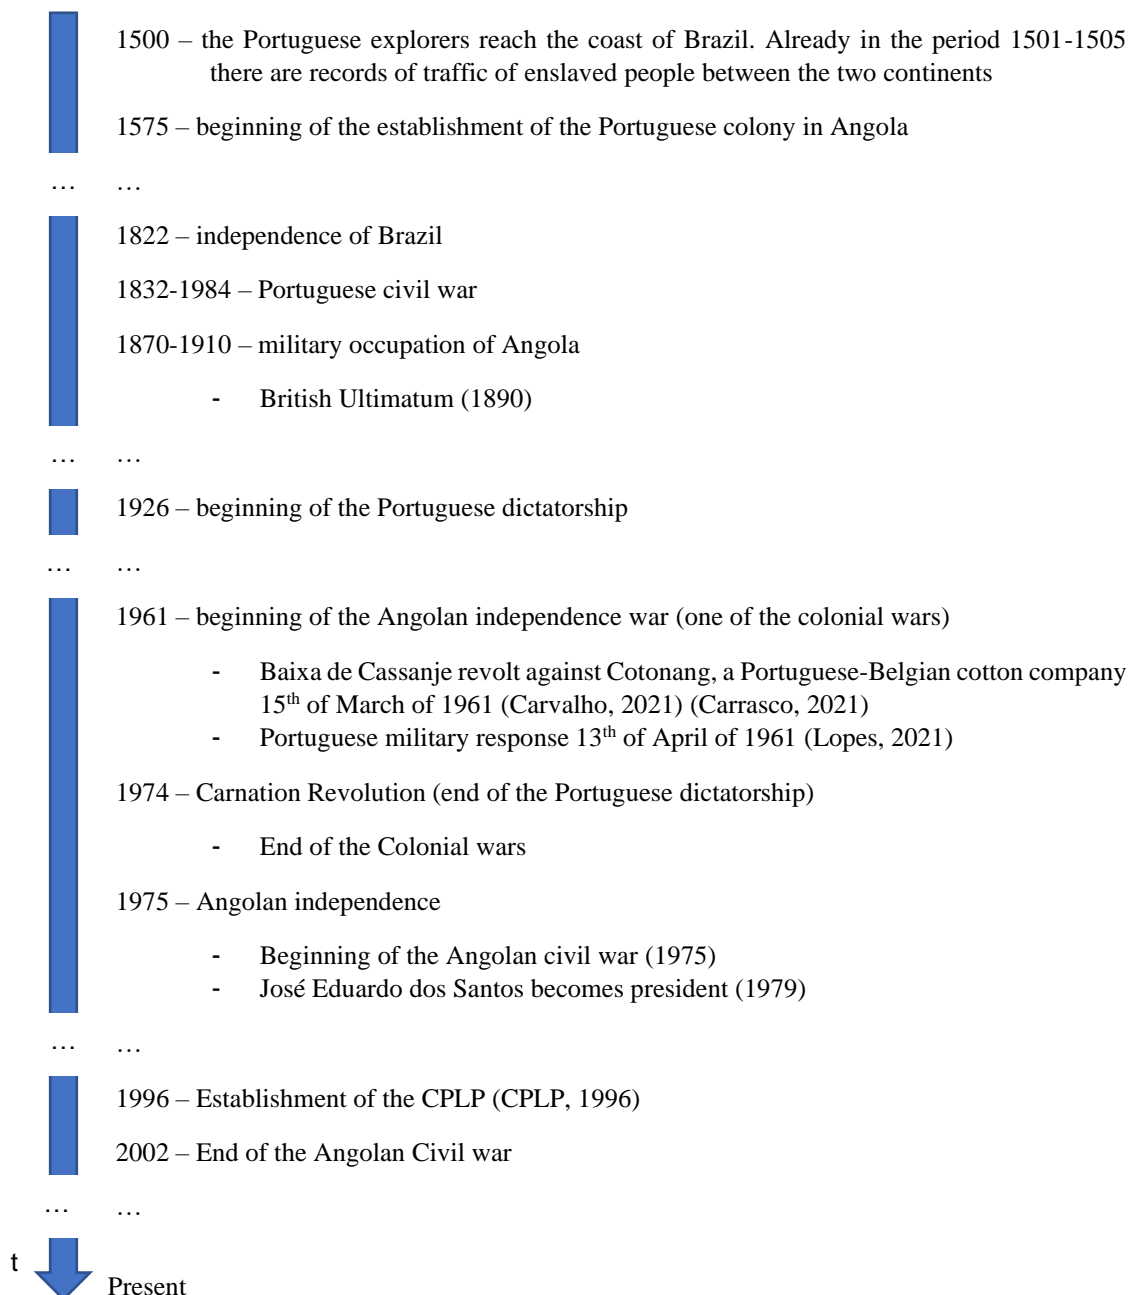 1500 – the Portuguese explorers reach the coast of Brazil. Already in the period 1501-1505
there are records of traffic of enslaved people between the two continents
1575 – beginning of the establishment of the Portuguese colony in Angola
… …
1822 – independence of Brazil
1832-1984 – Portuguese civil war
1870-1910 – military occupation of Angola
- British Ultimatum (1890)
… …
1926 – beginning of the Portuguese dictatorship
… …
1961 – beginning of the Angolan independence war (one of the colonial wars)
- Baixa de Cassanje revolt against Cotonang, a Portuguese-Belgian cotton company
15th of March of 1961 (Carvalho, 2021) (Carrasco, 2021)
- Portuguese military response 13th of April of 1961 (Lopes, 2021)
1974 – Carnation Revolution (end of the Portuguese dictatorship)
- End of the Colonial wars
1975 – Angolan independence
- Beginning of the Angolan civil war (1975)
- José Eduardo dos Santos becomes president (1979)
… …
1996 – Establishment of the CPLP (CPLP, 1996)
2002 – End of the Angolan Civil war
… …
t
Present